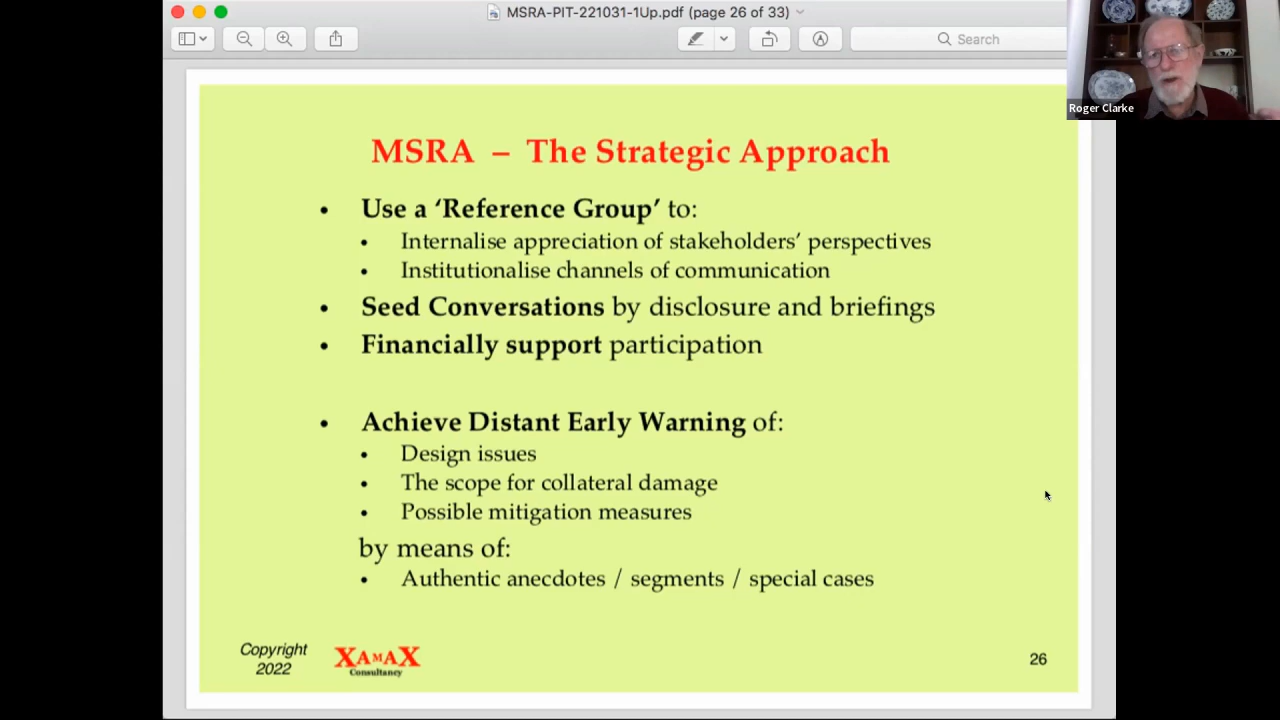 MSRA-PIT-221031-1Up.pdf (page 26 of 33)
Search
Roger Clarke
MSRA – The Strategic Approach
• Use a ‘Reference Group’ to:
• Internalise appreciation of stakeholders’ perspectives
• Institutionalise channels of communication
• Seed Conversations by disclosure and briefings
• Financially support participation
• Achieve Distant Early Warning of:
• Design issues
• The scope for collateral damage
• Possible mitigation measures
by means of:
• Authentic anecdotes / segments / special cases
Copyright
2022
XAMAX
Consultancy
26